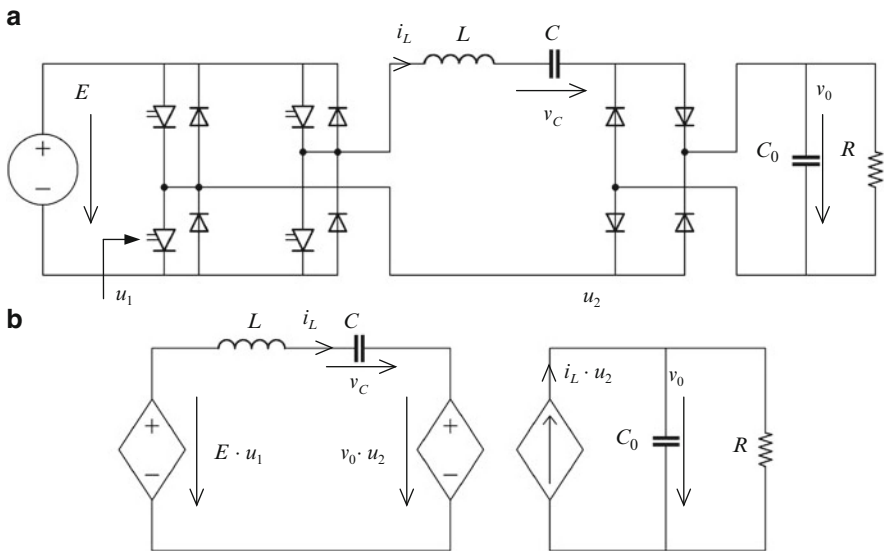 a
i_L
L
C
E
v_C
v_0
C_0
R
+
−
u_1
u_2
b
L
i_L
C
v_C
+
−
E · u_1
v_0 · u_2
+
−
i_L · u_2
v_0
C_0
R